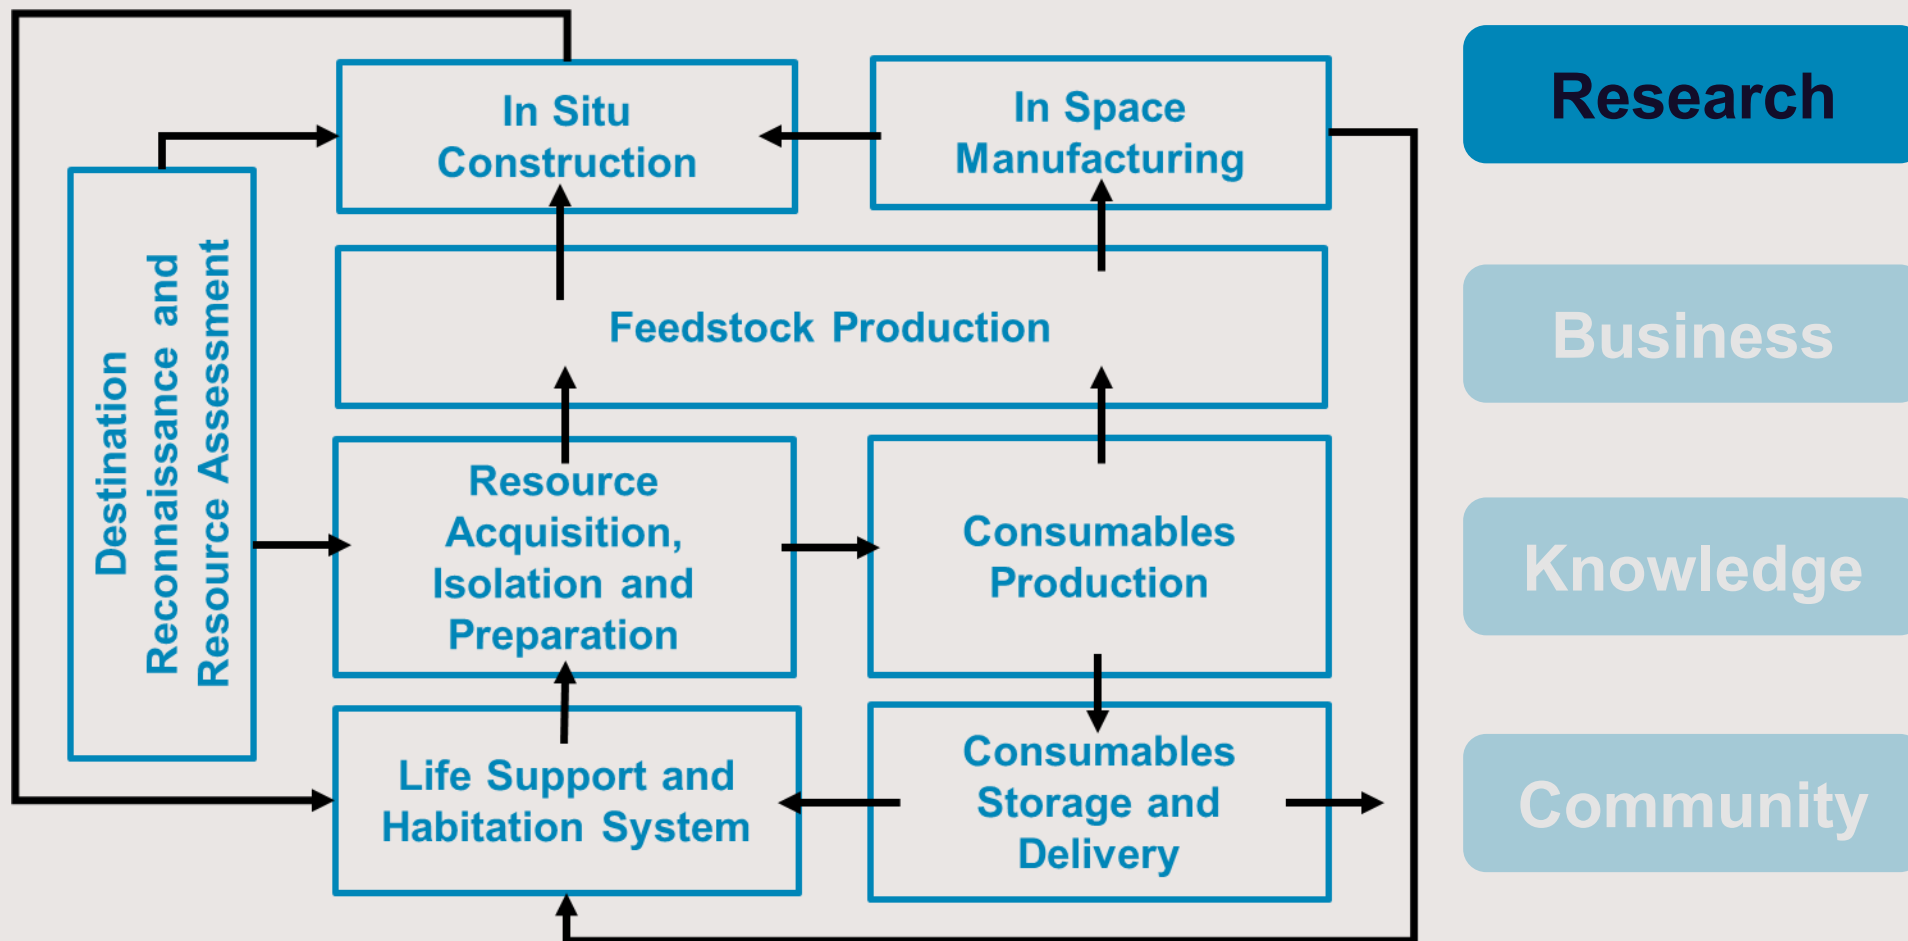 In Situ
Construction
In Space
Manufacturing
Research
Destination
Reconnaissance and
Resource Assessment
Feedstock Production
Business
Resource
Acquisition,
Isolation and
Preparation
Consumables
Production
Knowledge
Life Support and
Habitation System
Consumables
Storage and
Delivery
Community